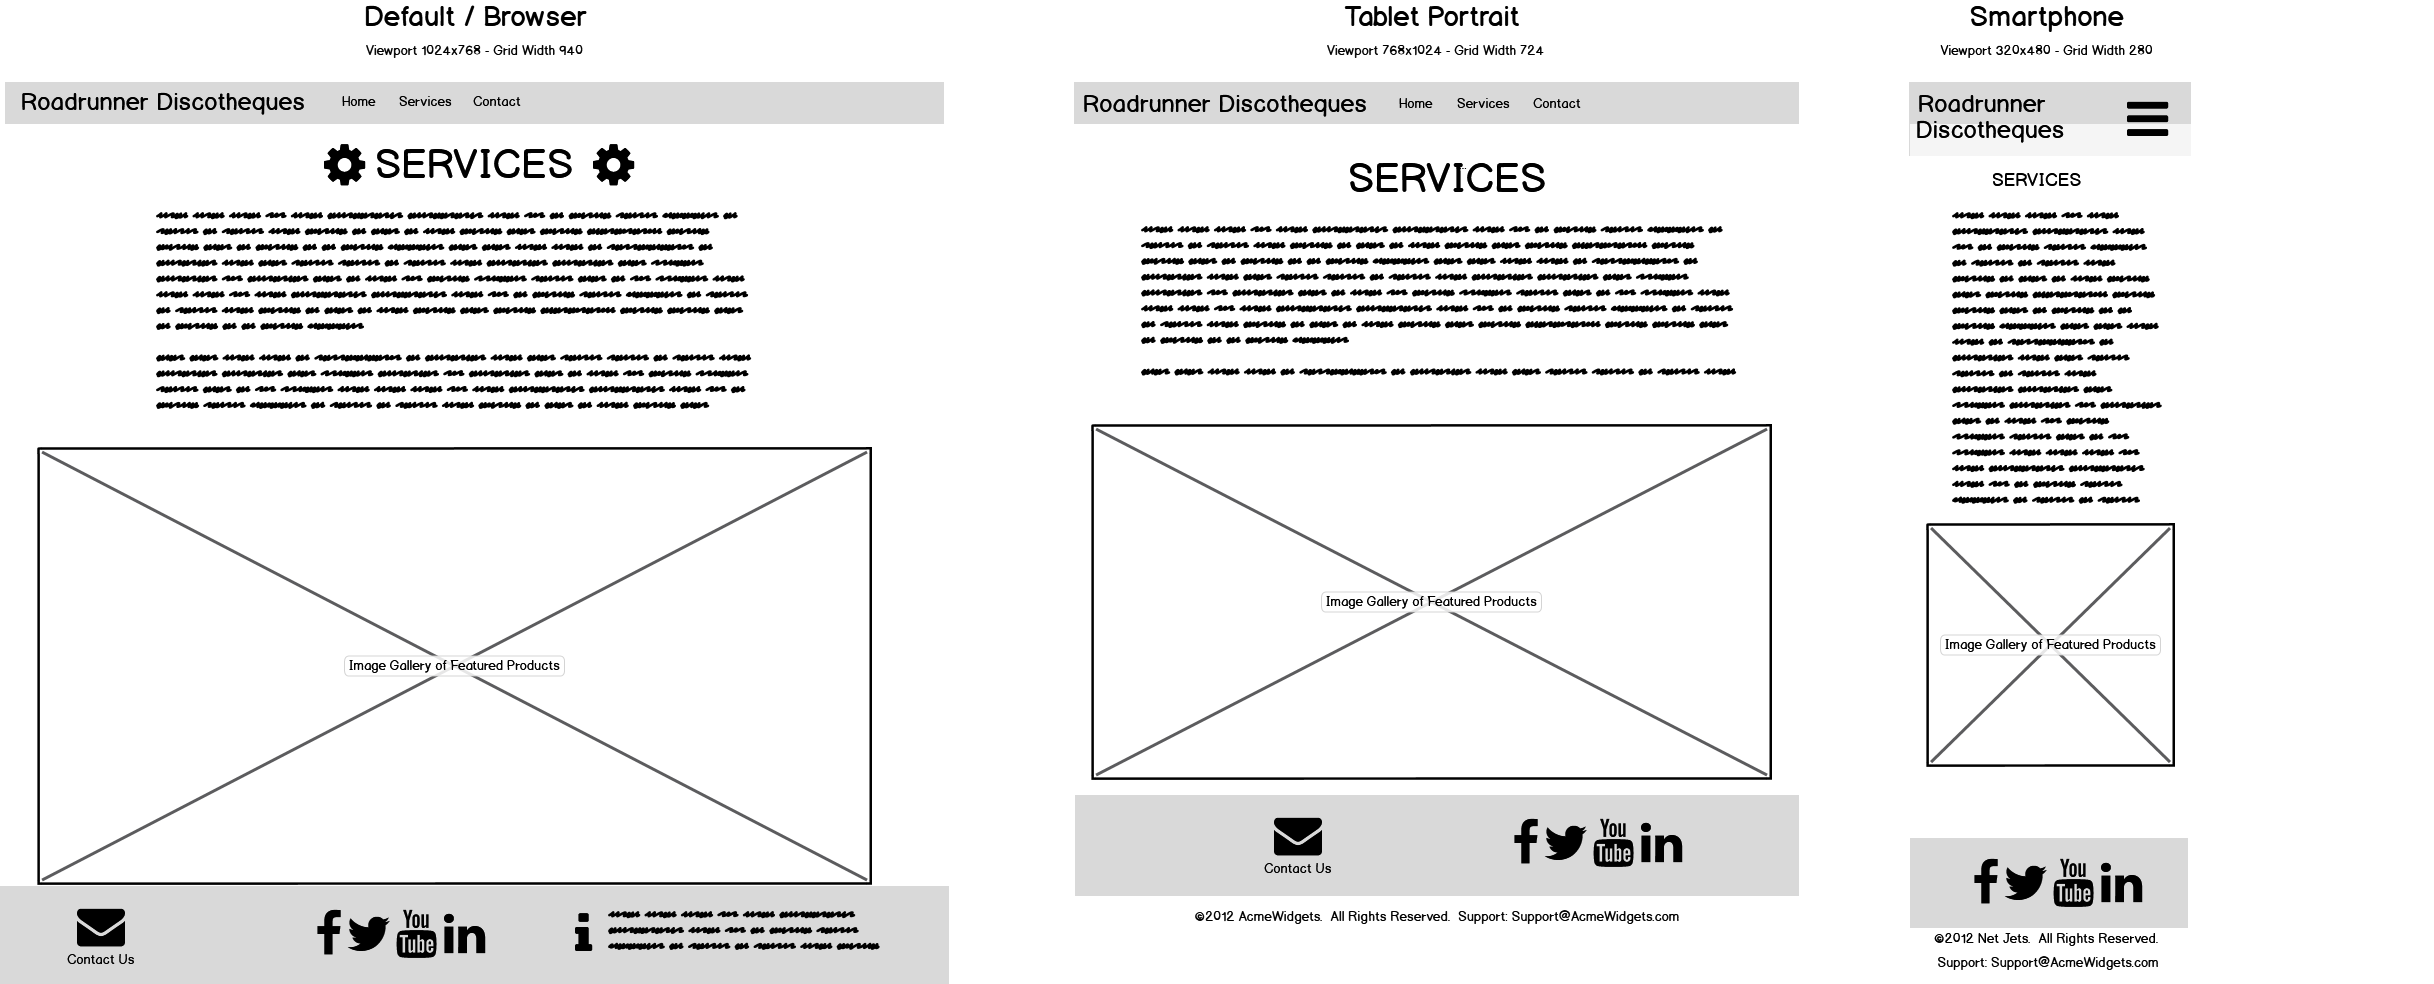 Default / Browser
Viewport 1024x768 - Grid Width 940
Roadrunner Discotheques Home Services Contact
SERVICES
Image Gallery of Featured Products
Contact Us
You
Tube
in
Tablet Portrait
Viewport 768x1024 - Grid Width 724
Roadrunner Discotheques Home Services Contact
SERVICES
Image Gallery of Featured Products
Contact Us
You
Tube
in
©2012 AcmeWidgets. All Rights Reserved. Support: Support@AcmeWidgets.com
Smartphone
Viewport 320x480 - Grid Width 280
Roadrunner
Discotheques
SERVICES
Image Gallery of Featured Products
You
Tube
in
©2012 Net Jets. All Rights Reserved.
Support: Support@AcmeWidgets.com